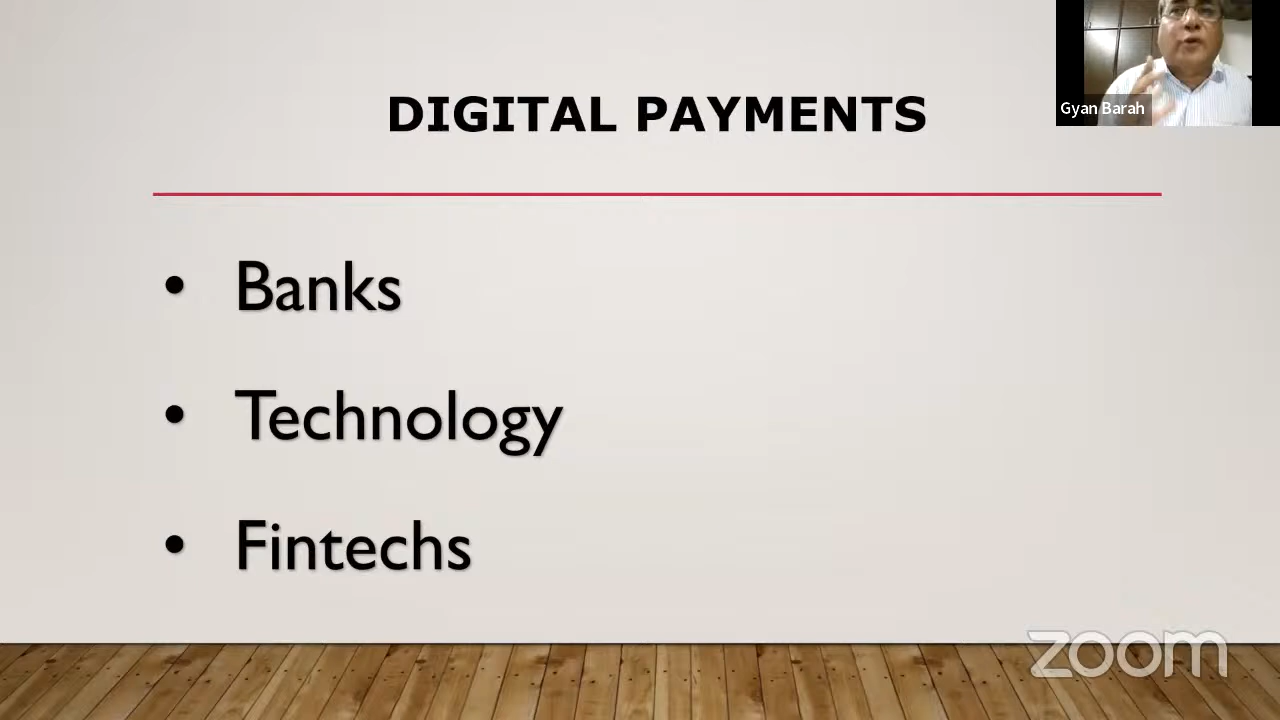 DIGITAL PAYMENTS
Gyan Barah
• Banks
• Technology
• Fintechs
zoom